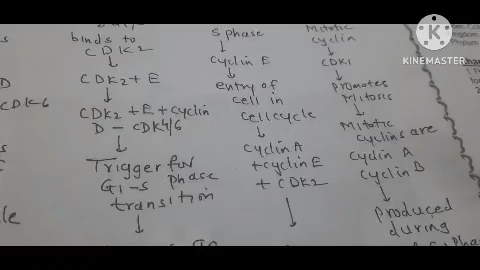 D
CDK6
binds to
CDK2
↓
CDK2 + E
↓
CDK2 + E + cyclin
D - CDK4/6
↓
Trigger for
G1-S phase
transition
↓
S phase
↓
Cyclin E
↓
entry of
cell in
cell cycle
↓
cyclin A
+ cyclin E
+ CDK2
↓
Mitotic
cyclin
↓
CDK1
↓
promotes
Mitosis
↓
Mitotic
cyclins are
cyclin A
cyclin B
↓
produced
during
KINEMASTER